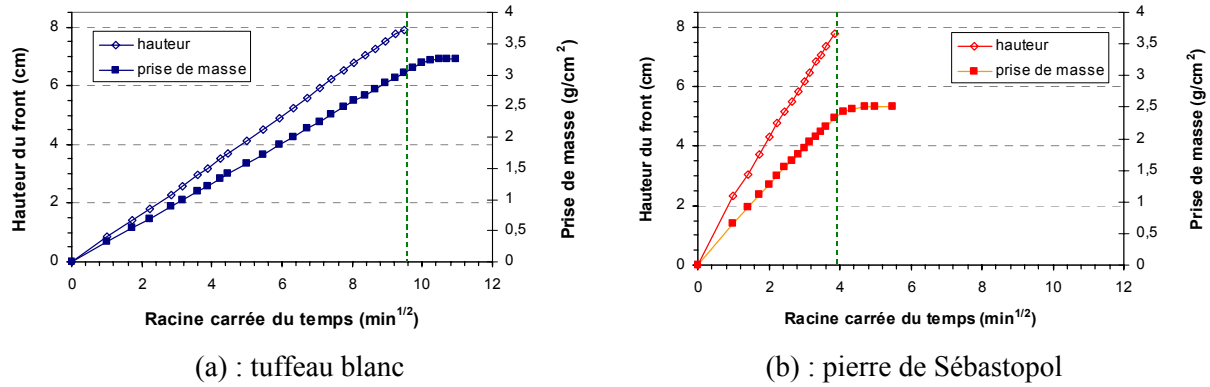 8
6
4
2
0
Hauteur du front (cm)
hauteur
prise de masse
4
3,5
3
2,5
2
1,5
1
0,5
0
Prise de masse (g/cm²)
0 2 4 6 8 10 12
Racine carrée du temps (min^1/2)
(a) : tuffeau blanc
8
6
4
2
0
Hauteur du front (cm)
hauteur
prise de masse
4
3,5
3
2,5
2
1,5
1
0,5
0
Prise de masse (g/cm²)
0 2 4 6 8 10 12
Racine carrée du temps (min^1/2)
(b) : pierre de Sébastopol